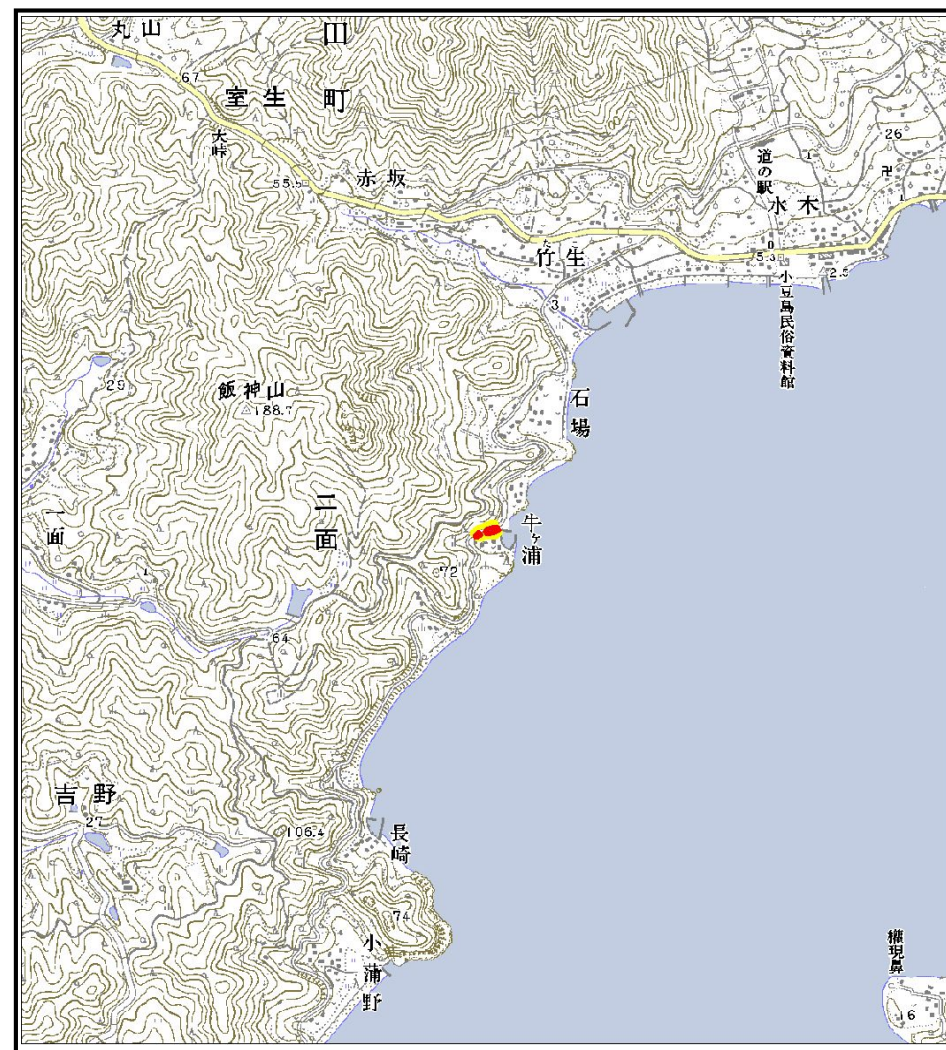 丸山
田
町
67
室生
大峠
赤坂
55.5
26
道の駅
水木
竹生
5.3
2.5
3
小豆島民俗資料館
29
飯神山
188.7
石場
二面
一面
牛ヶ浦
72
64
吉野
27
106.4
長崎
74
小蒲野
権現鼻
16